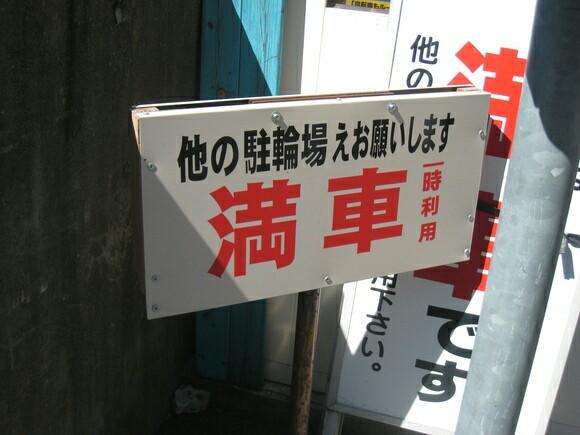 他の駐輪場えお願いします
満車
一時利用
他の
満車です
下さい。